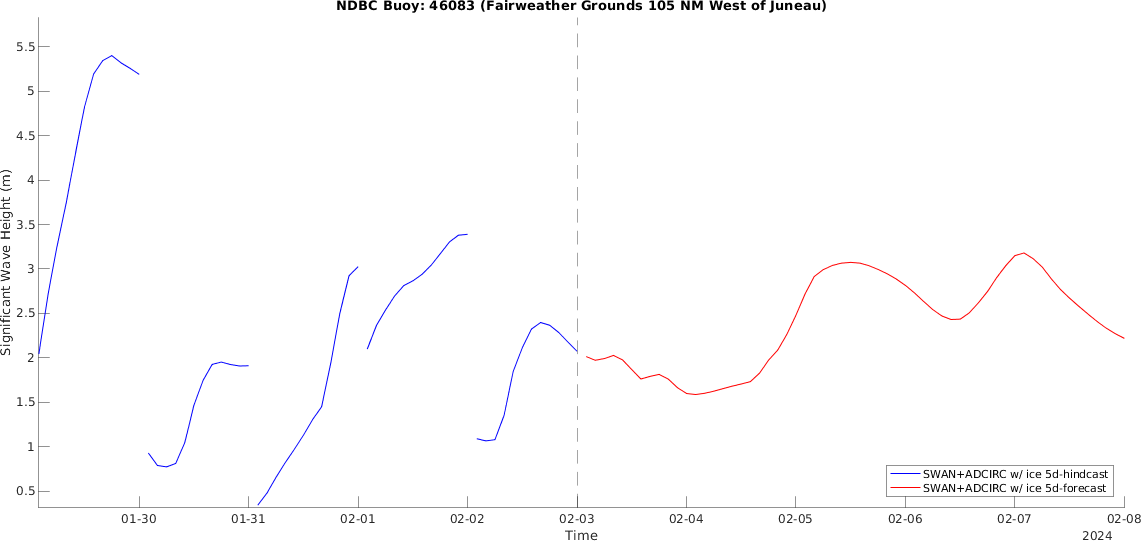 NDBC Buoy: 46083 (Fairweather Grounds 105 NM West of Juneau)
5.5
5
4.5
4
3.5
3
2.5
2
1.5
1
0.5
Significant Wave Height (m)
SWAN+ADCIRC w/ ice 5d-hindcast
SWAN+ADCIRC w/ ice 5d-forecast
01-30 01-31 02-01 02-02 02-03 02-04 02-05 02-06 02-07 02-08
Time
2024